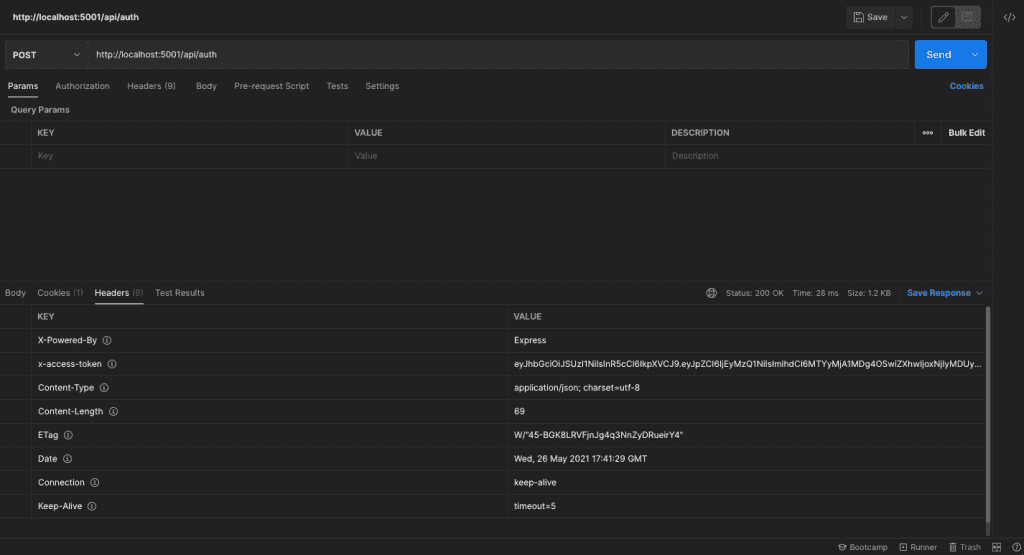 http://localhost:5001/api/auth
Save
POST
http://localhost:5001/api/auth
Send
Params Authorization Headers (9) Body Pre-request Script Tests Settings Cookies
Query Params
KEY VALUE DESCRIPTION ooo Bulk Edit
Key Value Description
Body Cookies (1) Headers (8) Test Results Status: 200 OK Time: 28 ms Size: 1.2 KB Save Response
KEY VALUE
X-Powered-By Express
x-access-token
Content-Type application/json; charset=utf-8
Content-Length 69
ETag W/"45-BGK8LRVFjnJg4q3NnZyDRueirY4"
Date Wed, 26 May 2021 17:41:29 GMT
Connection keep-alive
Keep-Alive timeout=5
Bootcamp Runner Trash